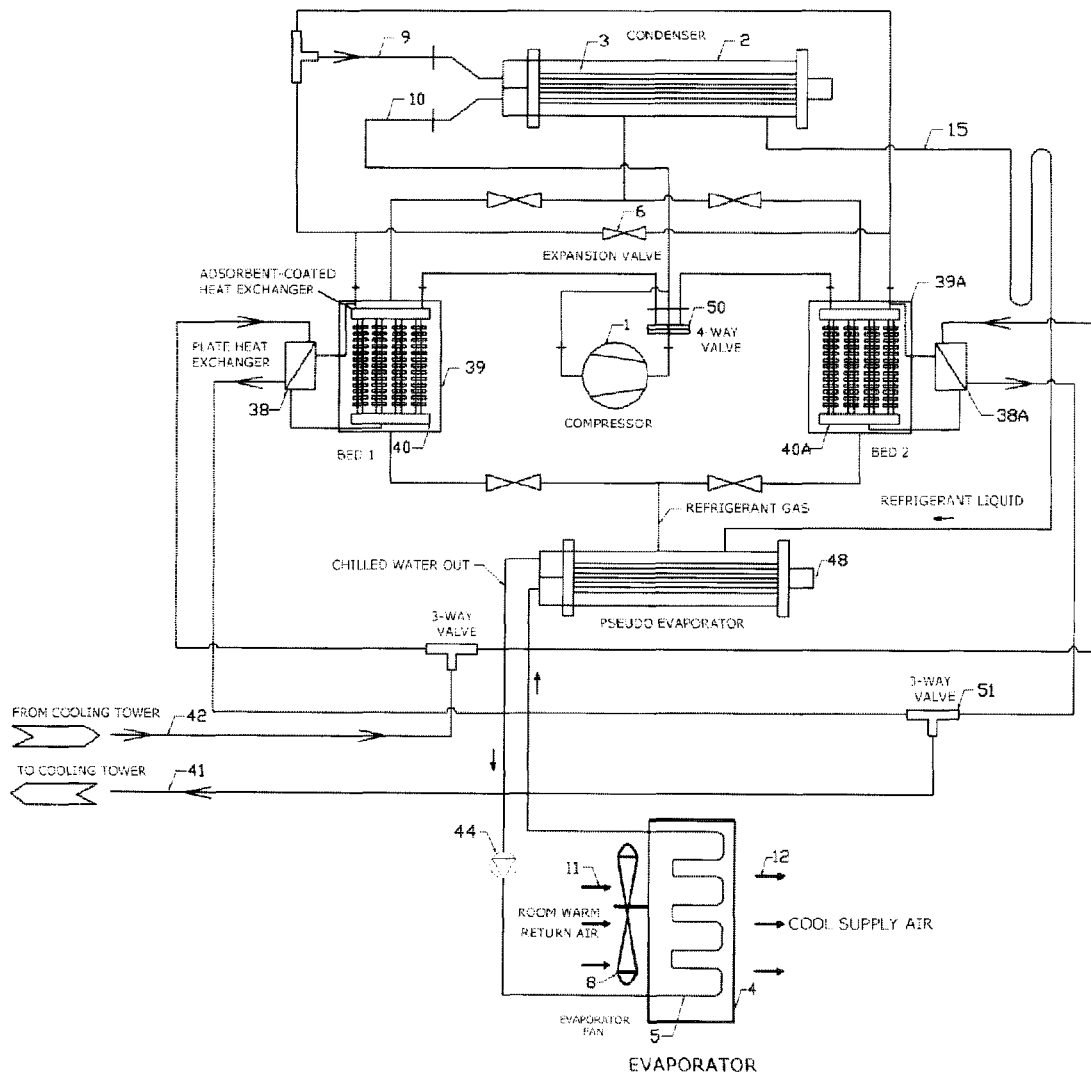 CONDENSER
9
3
2
10
15
6
EXPANSION VALVE
ADSORBENT-COATED
HEAT EXCHANGER
39A
50
4-WAY
VALVE
1
PLATE HEAT
EXCHANGER
39
38
38A
COMPRESSOR
40
40A
BED 1
BED 2
REFRIGERANT LIQUID
REFRIGERANT GAS
CHILLED WATER OUT
48
PSEUDO EVAPORATOR
3-WAY
VALVE
3-WAY
VALVE
51
FROM COOLING TOWER
42
TO COOLING TOWER
41
44
11
12
ROOM WARM
RETURN AIR
COOL SUPPLY AIR
8
4
5
EVAPORATOR
FAN
EVAPORATOR